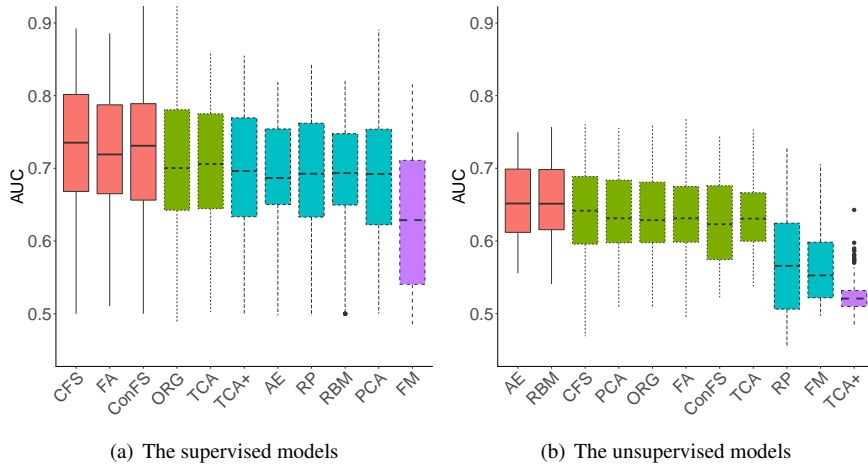 0.9
0.8
0.7
0.6
0.5
AUC
CFS
FA
ConFS
ORG
TCA
TCA+
AE
RP
RBM
PCA
FM
(a) The supervised models
0.9
0.8
0.7
0.6
0.5
AUC
AE
RBM
CFS
PCA
ORG
FA
ConFS
TCA
RP
FM
TCA+
(b) The unsupervised models